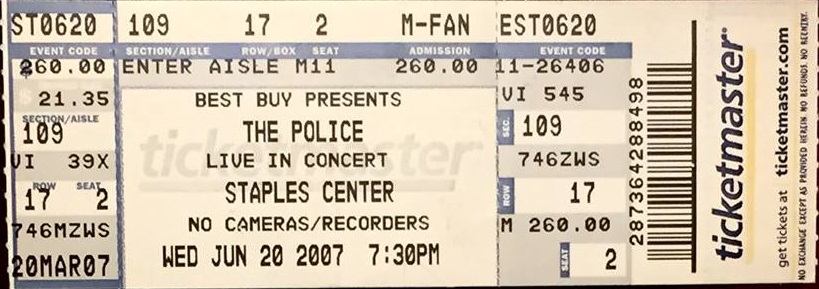 ST0620 109 17 2 M-FAN EST0620
EVENT CODE SECTION/AISLE ROW/BOX SEAT ADMISSION EVENT CODE
$260.00 ENTER AISLE M11 260.00 11-26406
21.35 BEST BUY PRESENTS VI 545
SECTION/AISLE
109 THE POLICE SEC. 109
ticketmaster
VI 39X LIVE IN CONCERT 746ZWS
ROW SEAT
17 2 STAPLES CENTER ROW 17
746MZWS NO CAMERAS/RECORDERS M 260.00
20MAR07 WED JUN 20 2007 7:30PM SEAT 2
287364288498
ticketmaster
get tickets at ticketmaster.com
NO EXCHANGE EXCEPT AS PROVIDED HEREIN. NO REFUNDS. NO REENTRY.